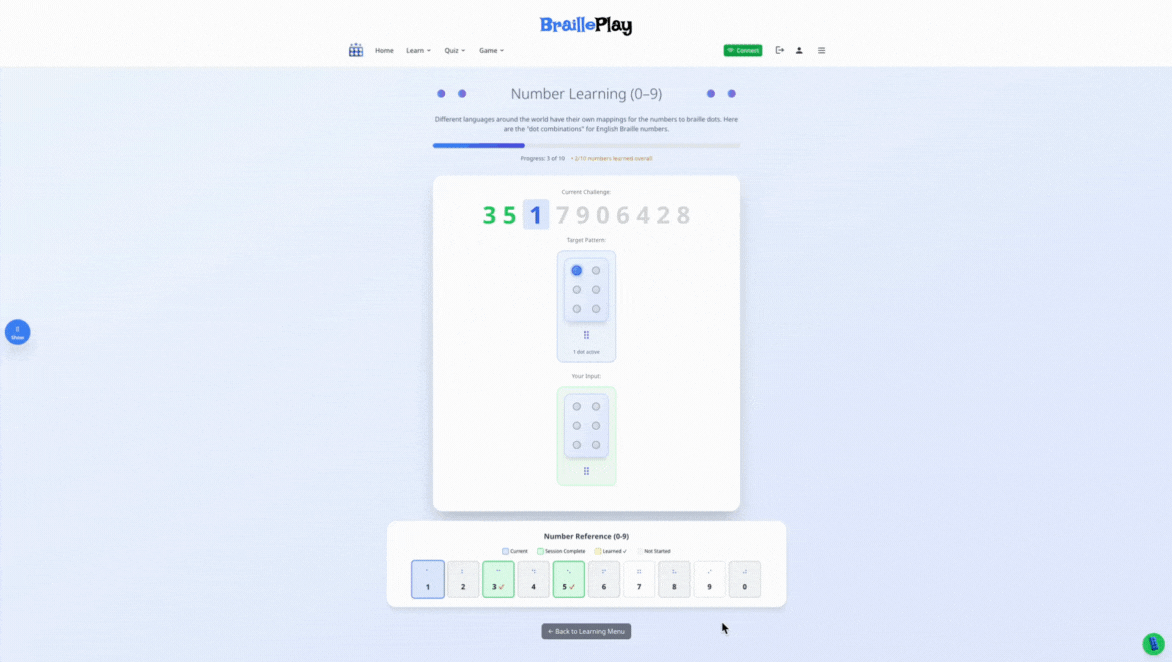 BraillePlay
Home Learn Quiz Game Connect
Number Learning (0–9)
Different languages around the world have their own mappings for the numbers to braille dots. Here
are the "dot combinations" for English Braille numbers.
Progress: 3 of 10 • 2/10 numbers learned overall
Current Challenge:
3 5 1 7 9 0 6 4 2 8
Target Pattern:
1 dot active
Show
Your Input:
Number Reference (0-9)
Current Session Complete Learned ✓ Not Started
1 2 3 ✓ 4 5 ✓ 6 7 8 9 0
← Back to Learning Menu